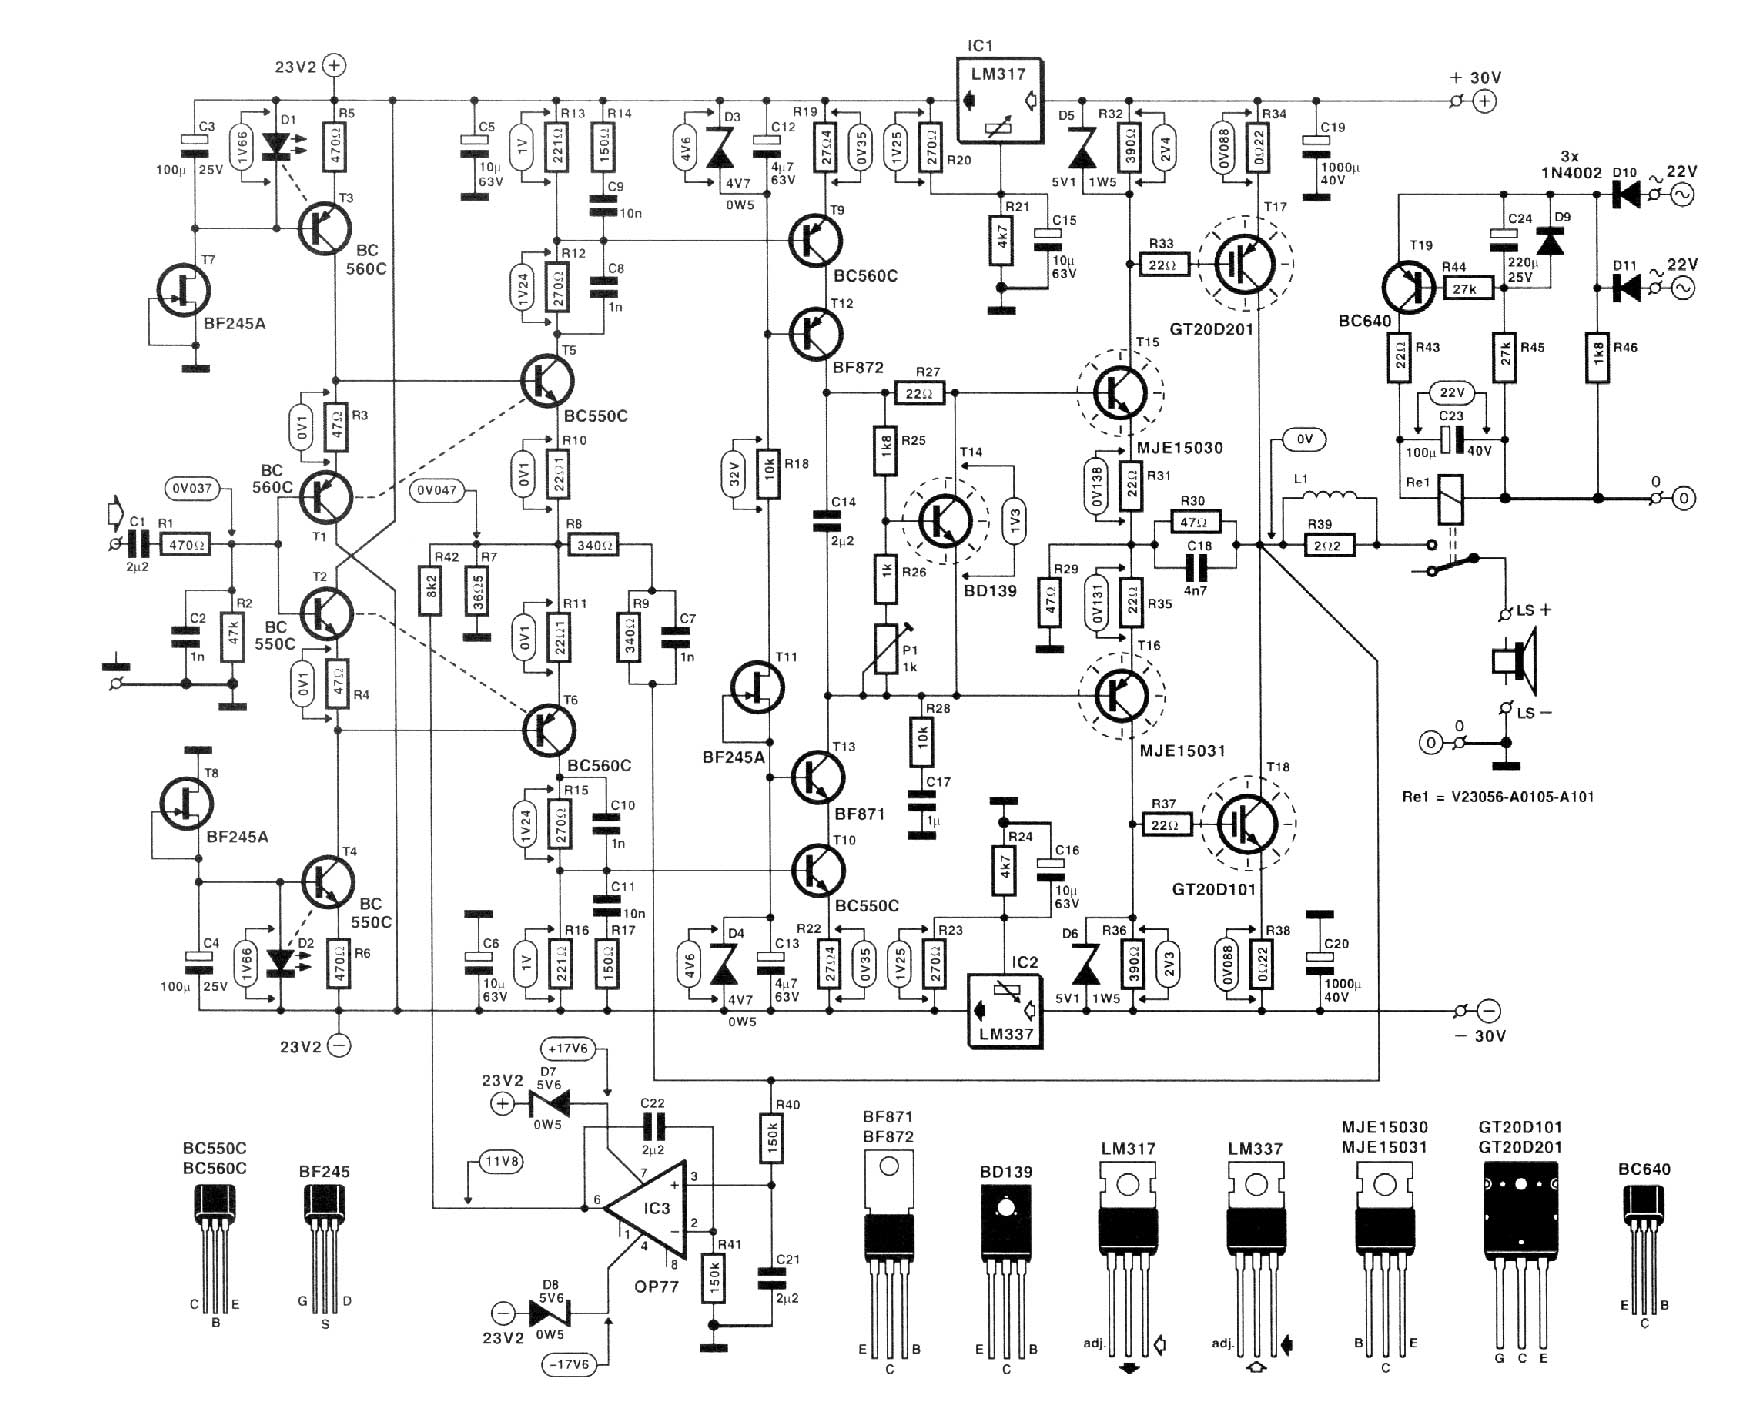 IC1
LM317
23V2 +
+ 30V
+
C3
100µ 25V
1V66
D1
R5
470Ω
T3
BC
560C
T7
BF245A
C5
10µ
63V
1V
R13
221Ω
R14
150Ω
C9
10n
R12
270Ω
1V24
C8
1n
T5
BC550C
4V6
D3
4V7
0W5
C12
4µ7
63V
R19
27Ω4
0V35
T9
BC560C
T12
BF872
1V25
270Ω
R20
R21
4k7
C15
10µ
63V
D5
5V1 1W5
R32
390Ω
2V4
0V088
R34
0Ω22
C19
1000µ
40V
R33
22Ω
T17
GT20D201
T15
MJE15030
3x
1N4002
D10
~ 22V
C24
220µ
25V
D9
D11
~ 22V
T19
BC640
R44
27k
R43
22Ω
27k
R45
1k8
R46
22V
C23
100µ 40V
Re1
0
0
0V1
R3
47Ω
BC
560C
T1
0V037
C1
2µ2
R1
470Ω
T2
BC
550C
C2
1n
R2
47k
0V1
47Ω
R4
0V1
R10
22Ω1
0V047
R8
340Ω
R42
8k2
R7
36Ω5
R11
22Ω1
0V1
R9
340Ω
C7
1n
T6
BC560C
32V
10k
R18
C14
2µ2
R27
22Ω
1k8
R25
T14
BD139
1V3
1k
R26
P1
1k
T11
BF245A
R28
10k
C17
1µ
T13
BF871
T10
BC550C
0V138
R31
22Ω
R30
47Ω
C18
4n7
R29
47Ω
0V131
22Ω
R35
T16
MJE15031
0V
L1
R39
2Ω2
LS +
LS −
0 0
Re1 = V23056-A0105-A101
T8
BF245A
T4
BC
550C
C4
100µ 25V
1V66
D2
470Ω
R6
23V2 −
1V24
R15
270Ω
C10
1n
C11
10n
C6
10µ
63V
1V
R16
221Ω
R17
150Ω
4V6
D4
4V7
0W5
C13
4µ7
63V
R22
27Ω4
0V35
1V25
R23
270Ω
R24
4k7
C16
10µ
63V
IC2
LM337
D6
5V1 1W5
R36
390Ω
2V3
R37
22Ω
T18
GT20D101
0V088
R38
0Ω22
C20
1000µ
40V
−
− 30V
+17V6
23V2
+
D7
5V6
0W5
C22
2µ2
11V8
R40
150k
7
3
+
6
IC3
−
2
1
4
8
OP77
R41
150k
C21
2µ2
−
23V2
D8
5V6
0W5
−17V6
BC550C
BC560C
C
B
E
BF245
G
S
D
BF871
BF872
E
C
B
BD139
E
C
B
LM317
adj.
LM337
adj.
MJE15030
MJE15031
B
C
E
GT20D101
GT20D201
G C E
BC640
E
C
B